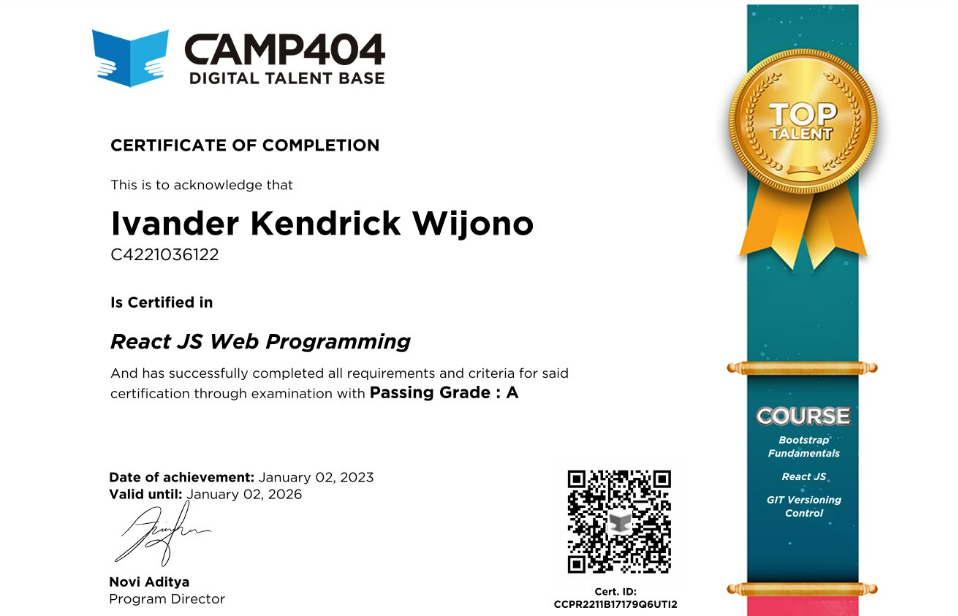 CAMP404
DIGITAL TALENT BASE
CERTIFICATE OF COMPLETION
This is to acknowledge that
Ivander Kendrick Wijono
C4221036122
Is Certified in
React JS Web Programming
And has successfully completed all requirements and criteria for said
certification through examination with Passing Grade : A
Date of achievement: January 02, 2023
Valid until: January 02, 2026
Novi Aditya
Program Director
Cert. ID:
CCPR2211B17179Q6UTI2
TOP
TALENT
COURSE
Bootstrap
Fundamentals
React JS
GIT Versioning
Control